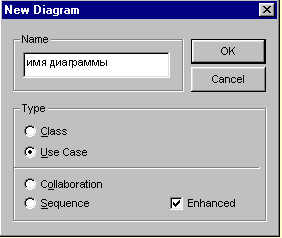 New Diagram
Name
OK
имя диаграммы
Cancel
Type
Class
Use Case
Collaboration
Sequence
Enhanced